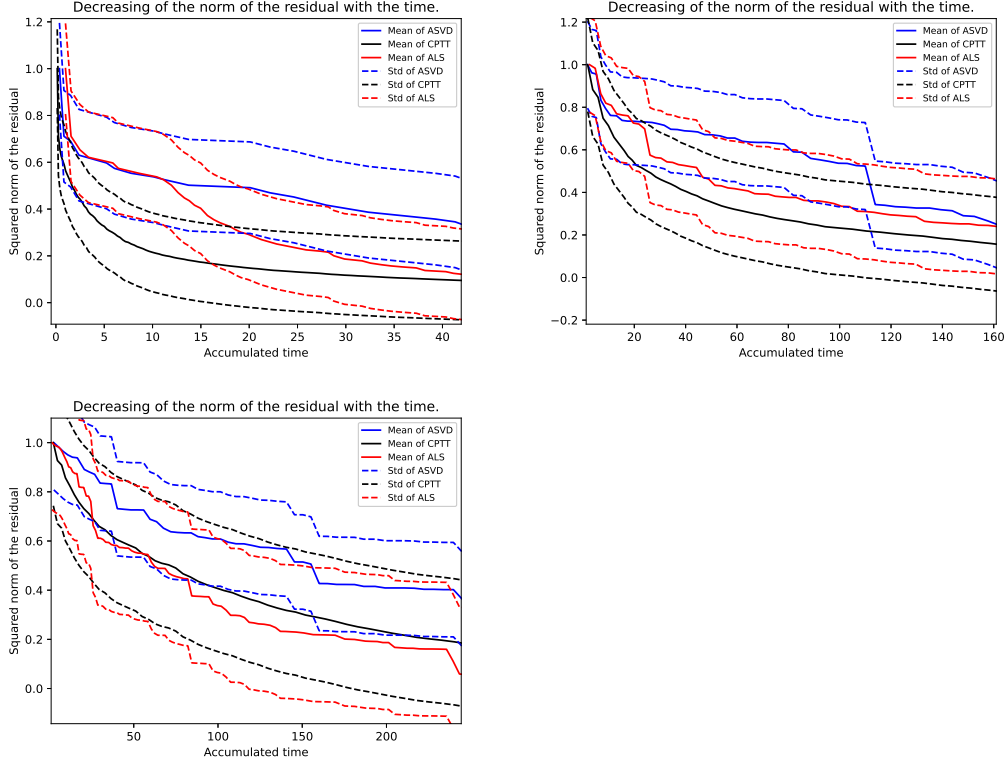 Decreasing of the norm of the residual with the time.
1.2
1.0
0.8
0.6
0.4
0.2
0.0
Squared norm of the residual
Mean of ASVD
Mean of CPTT
Mean of ALS
Std of ASVD
Std of CPTT
Std of ALS
0 5 10 15 20 25 30 35 40
Accumulated time
Decreasing of the norm of the residual with the time.
1.2
1.0
0.8
0.6
0.4
0.2
0.0
−0.2
Squared norm of the residual
Mean of ASVD
Mean of CPTT
Mean of ALS
Std of ASVD
Std of CPTT
Std of ALS
20 40 60 80 100 120 140 160
Accumulated time
Decreasing of the norm of the residual with the time.
1.0
0.8
0.6
0.4
0.2
0.0
Squared norm of the residual
Mean of ASVD
Mean of CPTT
Mean of ALS
Std of ASVD
Std of CPTT
Std of ALS
50 100 150 200
Accumulated time